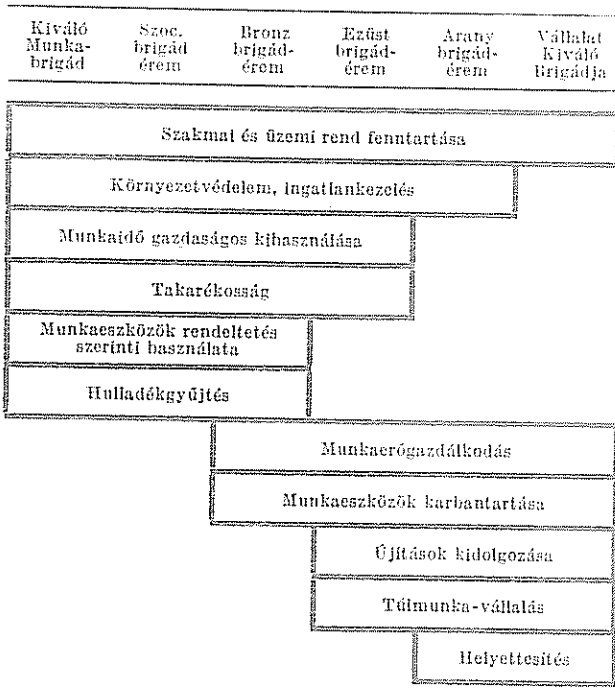 Kiváló Szoc. Bronz Ezüst Arany Vállalat
Munka- brigád brigád- brigád- brigád- Kiváló
brigád érem érem érem érem Brigádja
Szakmai és üzemi rend fenntartása
Környezetvédelem, ingatlankezelés
Munkaidő gazdaságos kihasználása
Takarékosság
Munkaeszközök rendeltetés
szerinti használata
Hulladékgyűjtés
Munkaerőgazdálkodás
Munkaeszközök karbantartása
Újítások kidolgozása
Túlmunka-vállalás
Helyettesítés